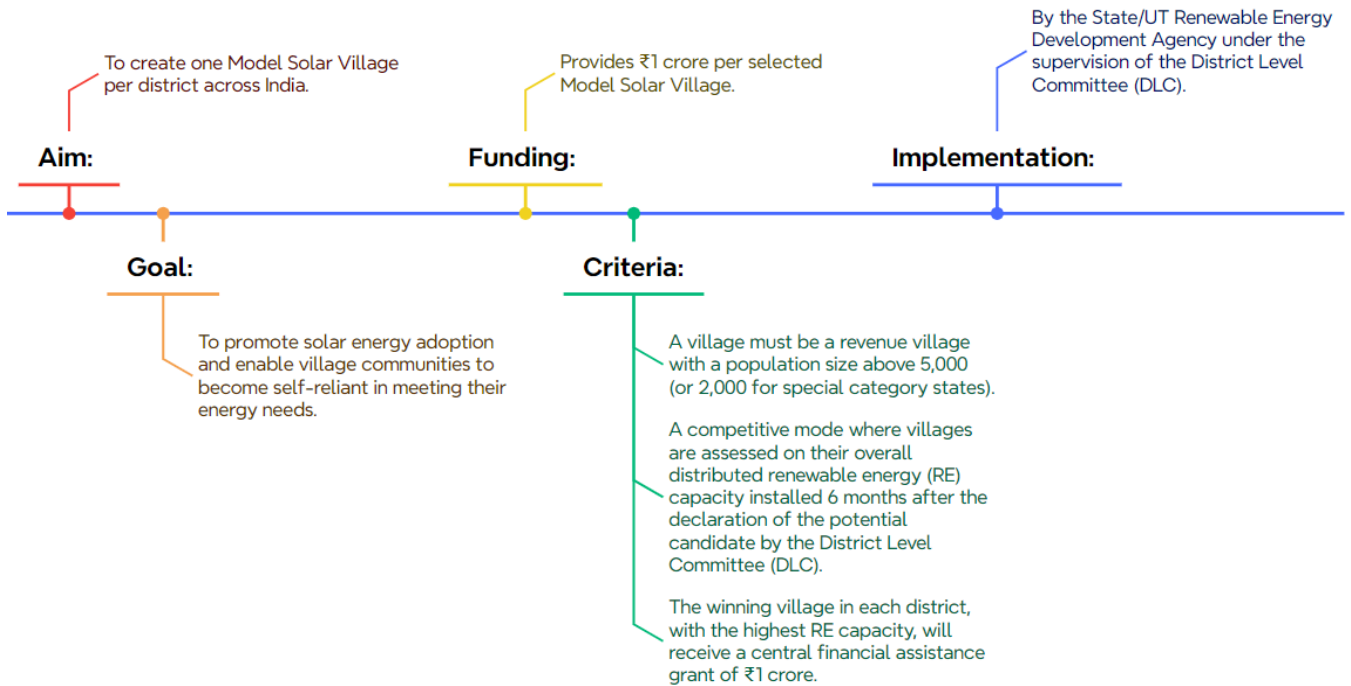 Aim:
To create one Model Solar Village
per district across India.
Goal:
To promote solar energy adoption
and enable village communities to
become self-reliant in meeting their
energy needs.
Funding:
Provides ₹1 crore per selected
Model Solar Village.
Criteria:
A village must be a revenue village
with a population size above 5,000
(or 2,000 for special category states).
A competitive mode where villages
are assessed on their overall
distributed renewable energy (RE)
capacity installed 6 months after the
declaration of the potential
candidate by the District Level
Committee (DLC).
The winning village in each district,
with the highest RE capacity, will
receive a central financial assistance
grant of ₹1 crore.
Implementation:
By the State/UT Renewable Energy
Development Agency under the
supervision of the District Level
Committee (DLC).